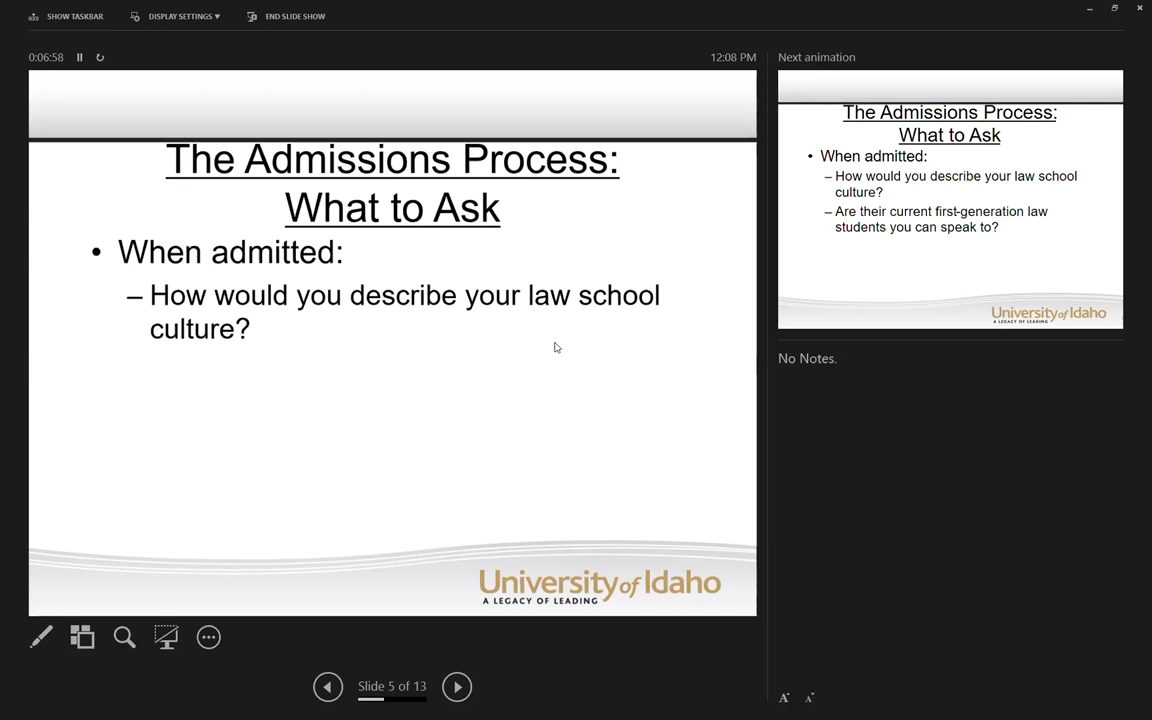 SHOW TASKBAR DISPLAY SETTINGS ▼ END SLIDE SHOW
0:06:58 12:08 PM
The Admissions Process:
What to Ask
• When admitted:
– How would you describe your law school
culture?
University of Idaho
A LEGACY OF LEADING
Slide 5 of 13
Next animation
The Admissions Process:
What to Ask
• When admitted:
– How would you describe your law school
culture?
– Are their current first-generation law
students you can speak to?
University of Idaho
A LEGACY OF LEADING
No Notes.
A A